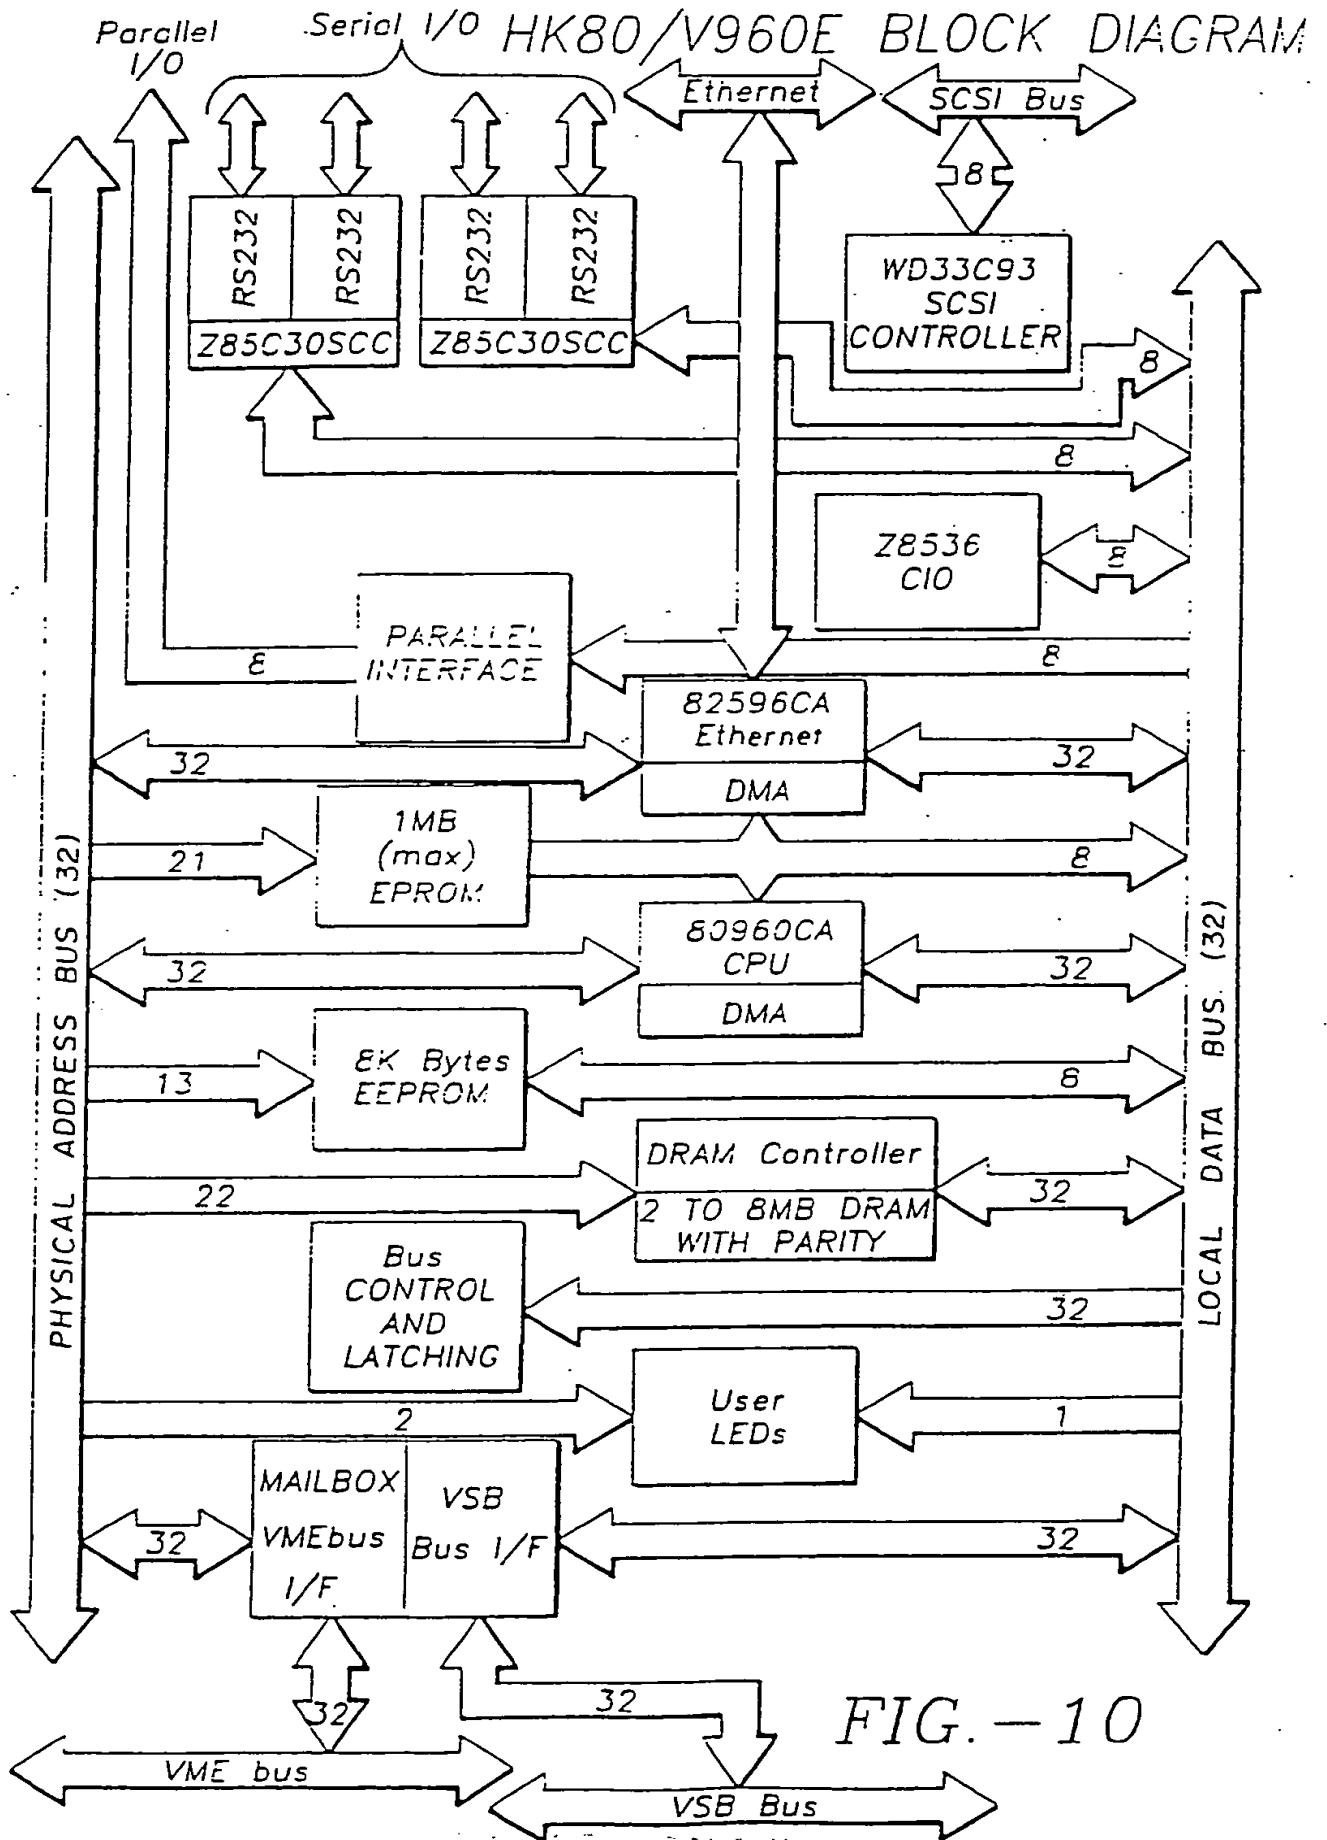 HK80/V960E BLOCK DIAGRAM
Parallel
I/O
Serial I/O
Ethernet
SCSI Bus
8
RS232
RS232
RS232
RS232
Z85C30SCC
Z85C30SCC
WD33C93
SCSI
CONTROLLER
8
8
Z8536
CIO
8
PARALLEL
INTERFACE
8
8
82596CA
Ethernet
DMA
32
32
1MB
(max)
EPROM
21
8
80960CA
CPU
DMA
32
32
8K Bytes
EEPROM
13
8
DRAM Controller
2 TO 8MB DRAM
WITH PARITY
22
32
Bus
CONTROL
AND
LATCHING
32
User
LEDs
2
1
MAILBOX
VMEbus
I/F
VSB
Bus I/F
32
32
PHYSICAL ADDRESS BUS (32)
LOCAL DATA BUS (32)
32
32
VME bus
VSB Bus
FIG.-10